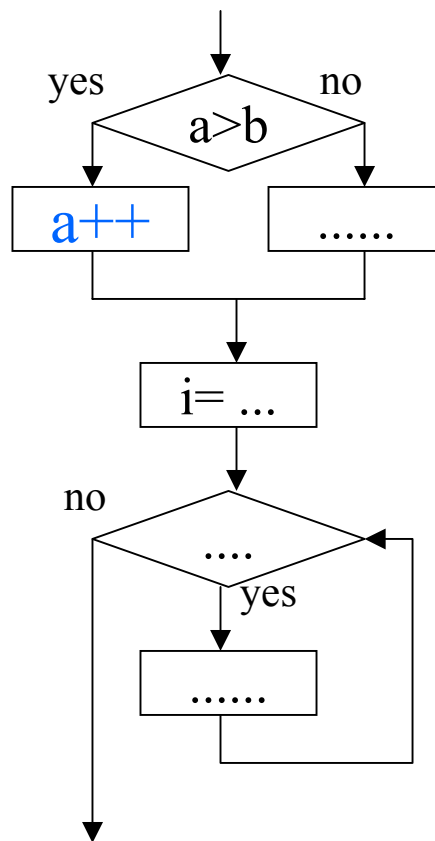 yes
no
a>b
a++
......
i= ...
no
....
yes
......